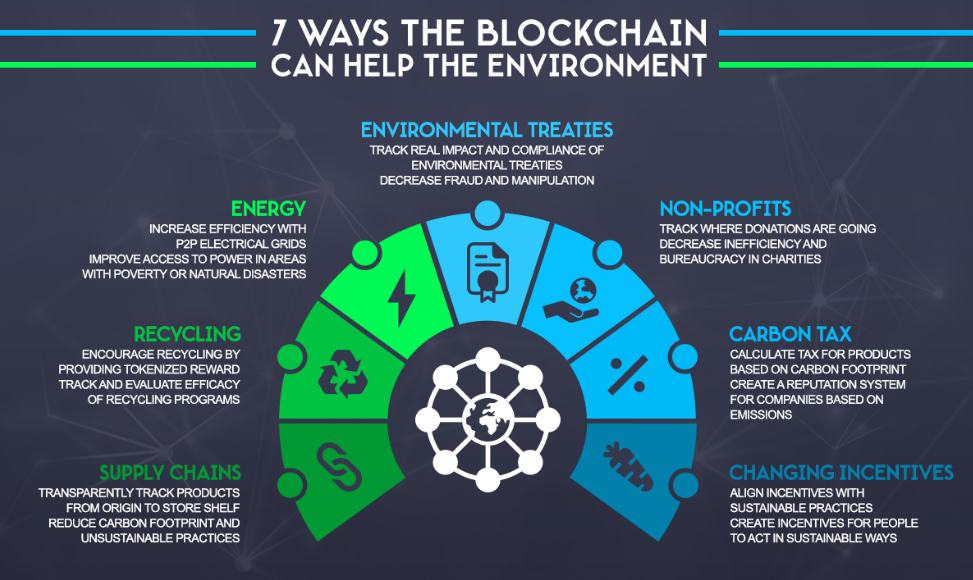 7 WAYS THE BLOCKCHAIN
CAN HELP THE ENVIRONMENT
ENVIRONMENTAL TREATIES
TRACK REAL IMPACT AND COMPLIANCE OF
ENVIRONMENTAL TREATIES
DECREASE FRAUD AND MANIPULATION
ENERGY
INCREASE EFFICIENCY WITH
P2P ELECTRICAL GRIDS
IMPROVE ACCESS TO POWER IN AREAS
WITH POVERTY OR NATURAL DISASTERS
NON-PROFITS
TRACK WHERE DONATIONS ARE GOING
DECREASE INEFFICIENCY AND
BUREAUCRACY IN CHARITIES
RECYCLING
ENCOURAGE RECYCLING BY
PROVIDING TOKENIZED REWARD
TRACK AND EVALUATE EFFICACY
OF RECYCLING PROGRAMS
CARBON TAX
CALCULATE TAX FOR PRODUCTS
BASED ON CARBON FOOTPRINT
CREATE A REPUTATION SYSTEM
FOR COMPANIES BASED ON
EMISSIONS
%
SUPPLY CHAINS
TRANSPARENTLY TRACK PRODUCTS
FROM ORIGIN TO STORE SHELF
REDUCE CARBON FOOTPRINT AND
UNSUSTAINABLE PRACTICES
CHANGING INCENTIVES
ALIGN INCENTIVES WITH
SUSTAINABLE PRACTICES
CREATE INCENTIVES FOR PEOPLE
TO ACT IN SUSTAINABLE WAYS